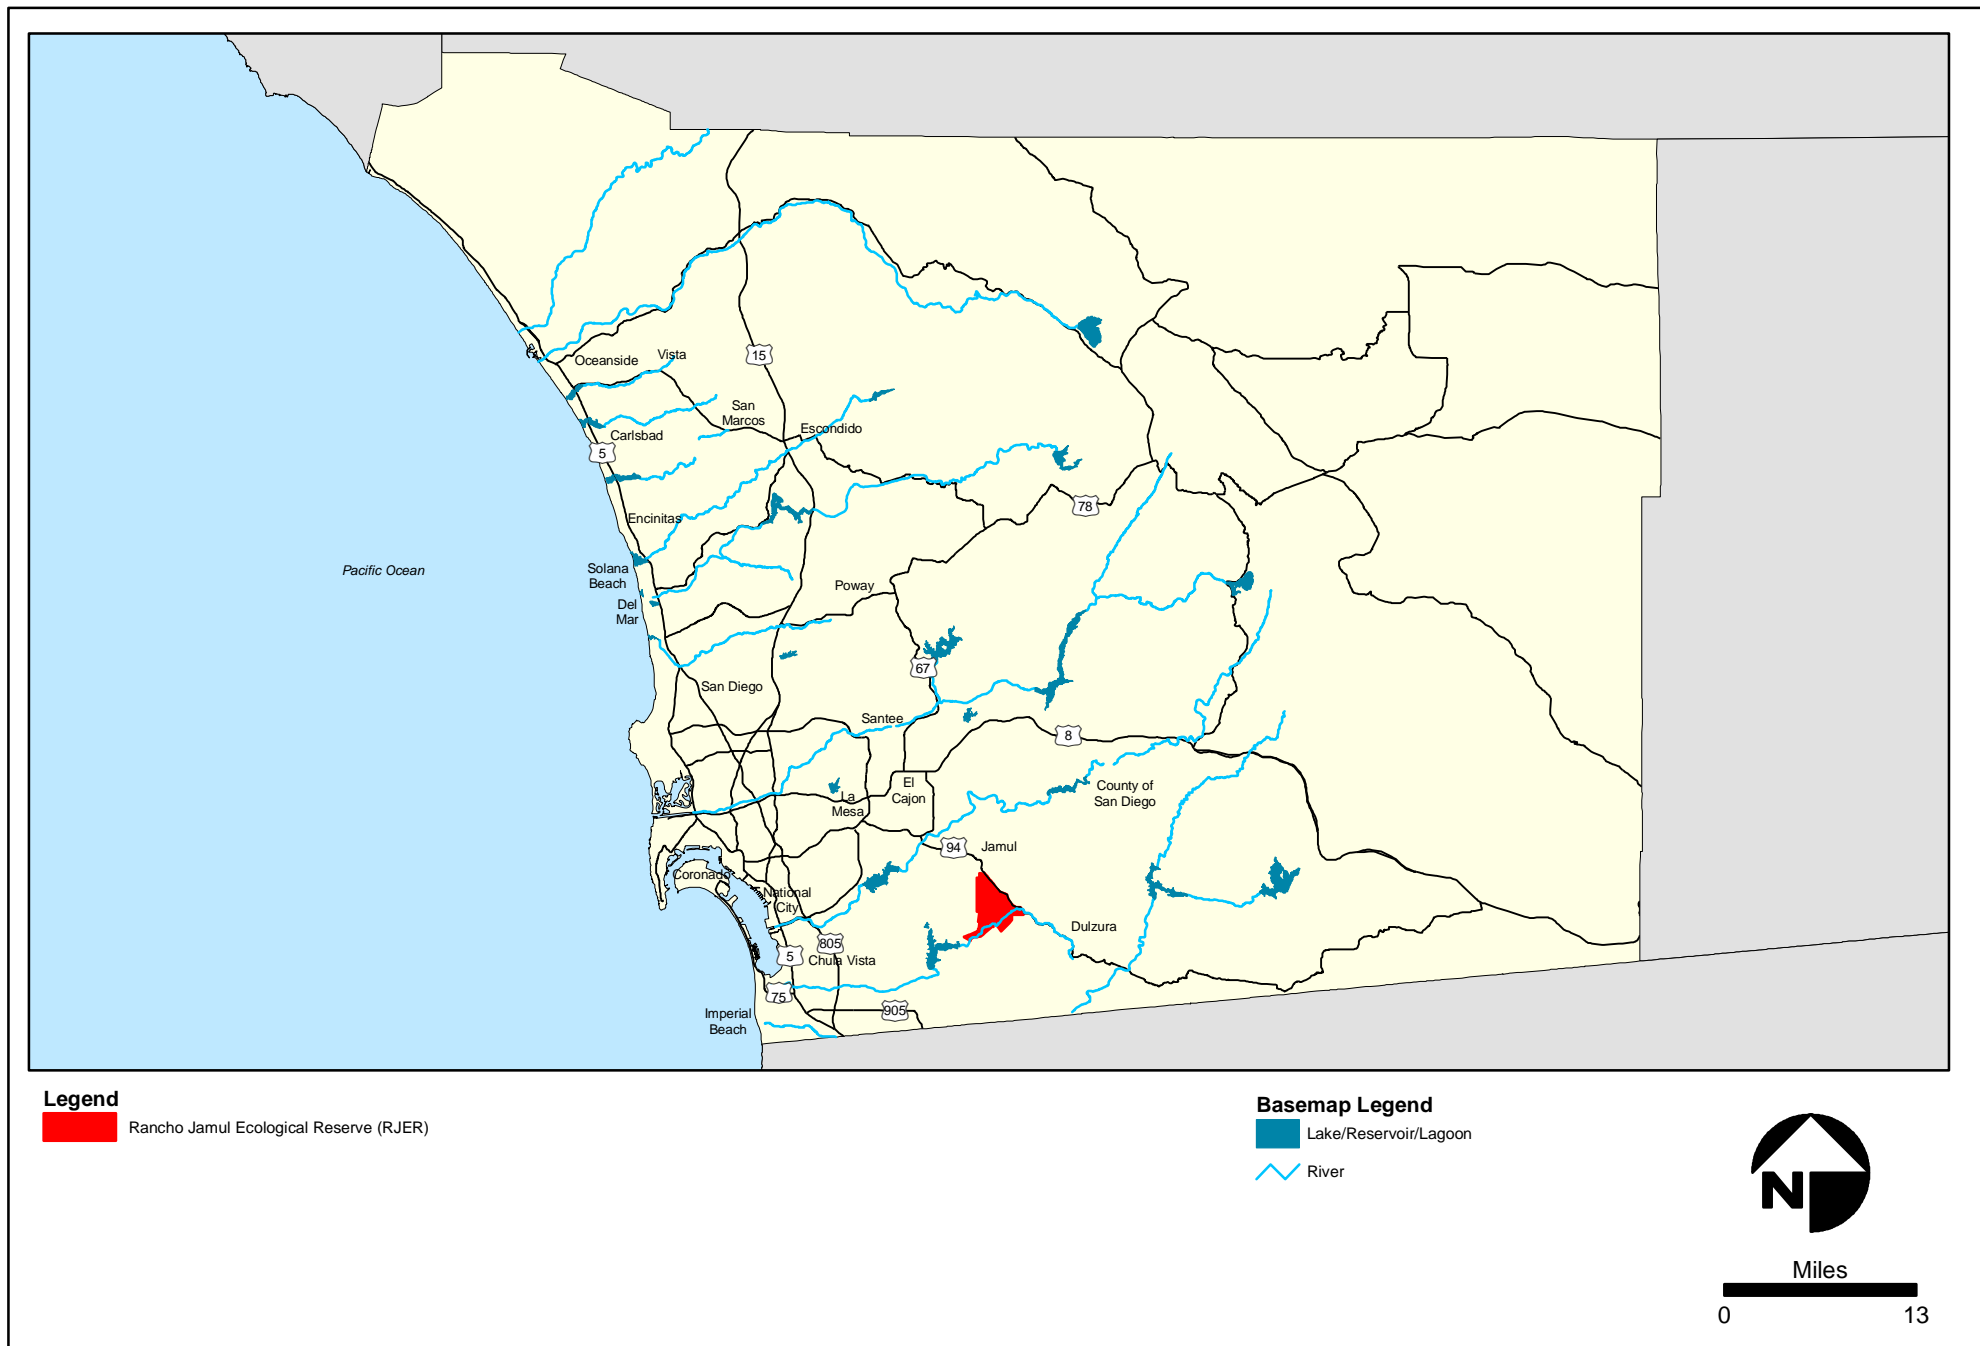 Oceanside
Vista
15
San
Marcos
Escondido
Carlsbad
5
78
Encinitas
Pacific Ocean
Solana
Beach
Poway
Del
Mar
67
San Diego
Santee
8
El
Cajon
County of
San Diego
La
Mesa
94
Jamul
Coronado
National
City
Dulzura
805
5
Chula Vista
75
905
Imperial
Beach
Legend
Rancho Jamul Ecological Reserve (RJER)
Basemap Legend
Lake/Reservoir/Lagoon
River
N
Miles
0 13